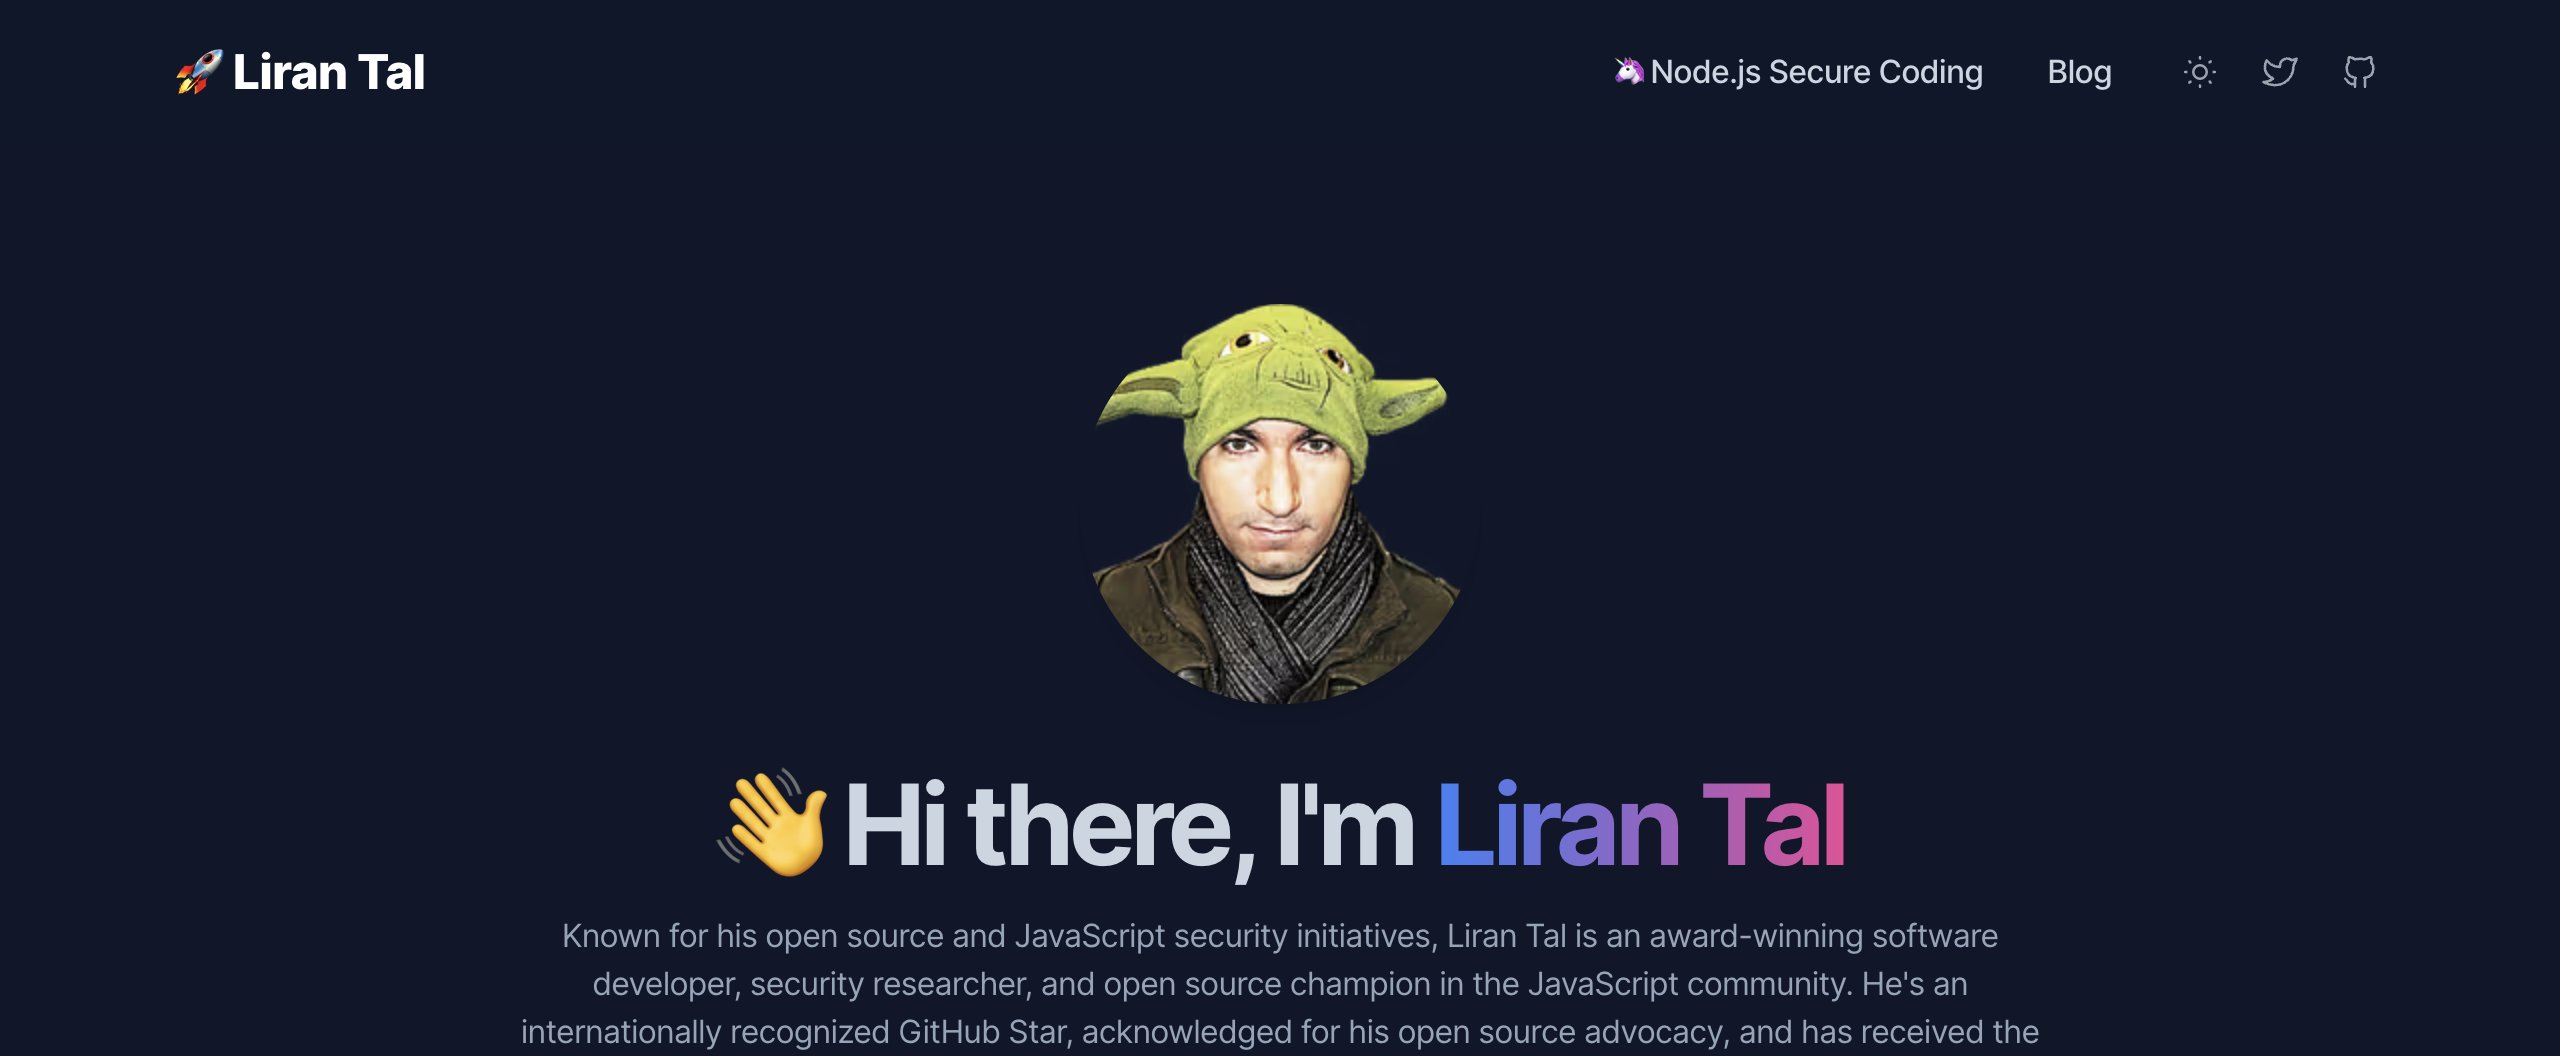 🚀 Liran Tal
🦄 Node.js Secure Coding
Blog
👋 Hi there, I'm Liran Tal
Known for his open source and JavaScript security initiatives, Liran Tal is an award-winning software
developer, security researcher, and open source champion in the JavaScript community. He's an
internationally recognized GitHub Star, acknowledged for his open source advocacy, and has received the